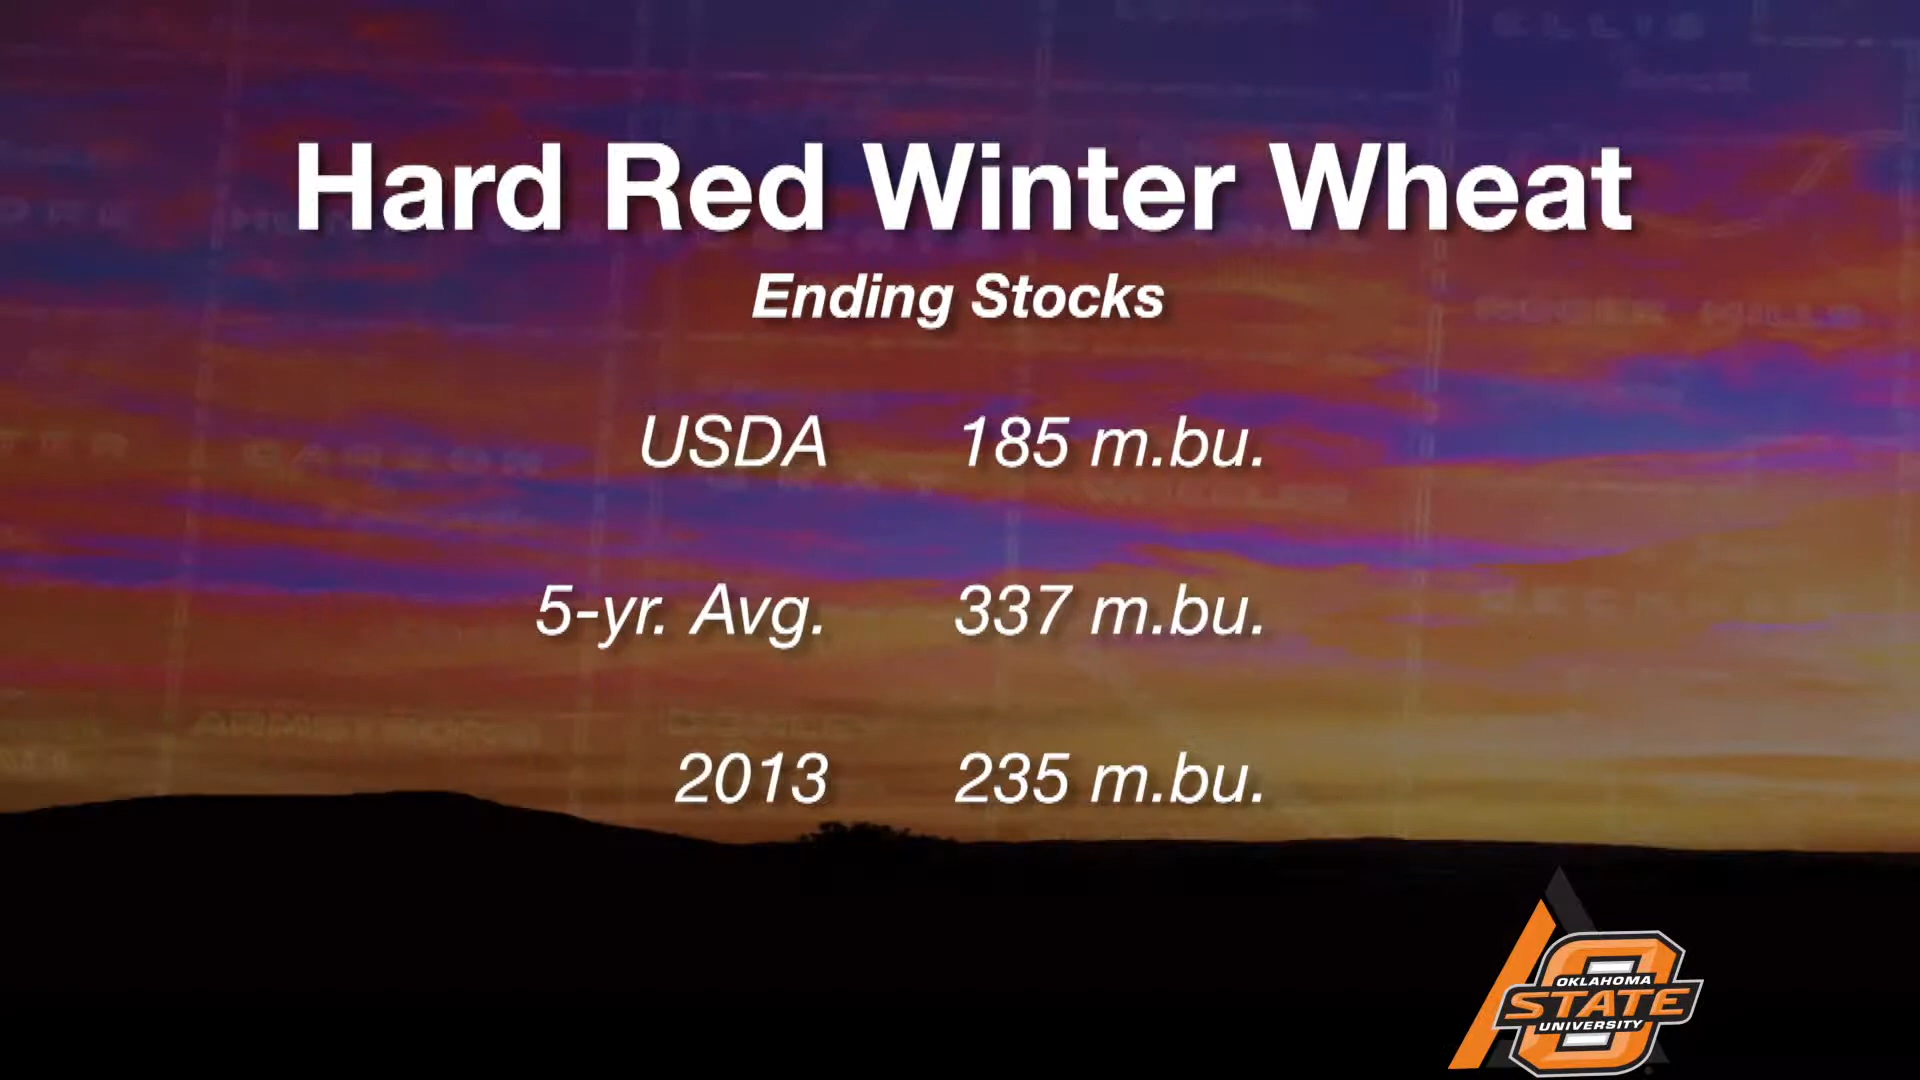 Hard Red Winter Wheat
Ending Stocks
USDA 185 m.bu.
5-yr. Avg. 337 m.bu.
2013 235 m.bu.
OKLAHOMA
STATE
UNIVERSITY